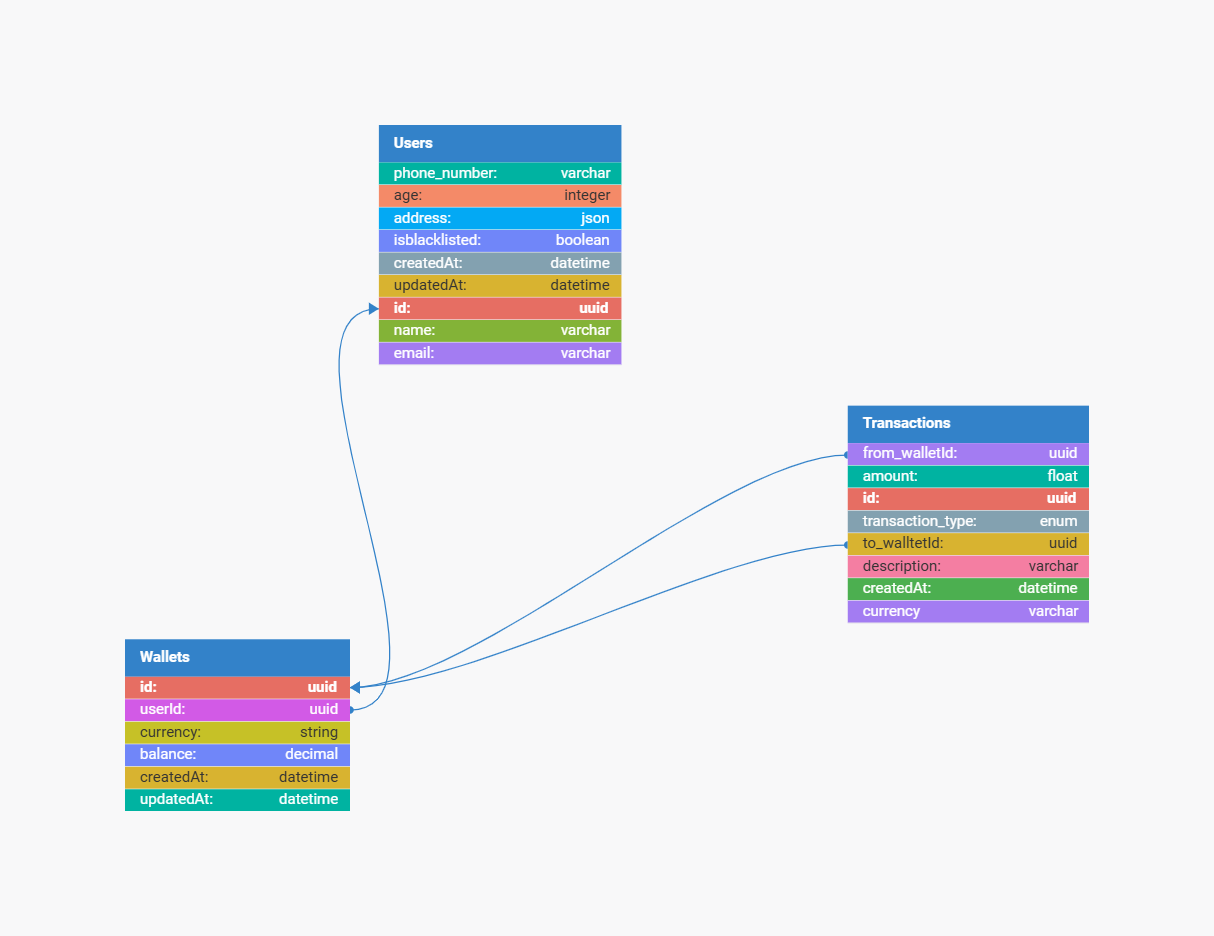 Users
phone_number: varchar
age: integer
address: json
isblacklisted: boolean
createdAt: datetime
updatedAt: datetime
id: uuid
name: varchar
email: varchar
Transactions
from_walletId: uuid
amount: float
id: uuid
transaction_type: enum
to_walltetId: uuid
description: varchar
createdAt: datetime
currency varchar
Wallets
id: uuid
userId: uuid
currency: string
balance: decimal
createdAt: datetime
updatedAt: datetime